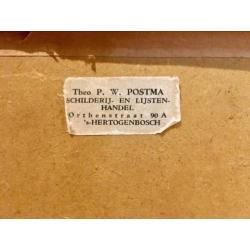 Theo P. W. POSTMA
SCHILDERIJ- EN LIJSTEN-
HANDEL
Orthenstraat 90 A
's-HERTOGENBOSCH